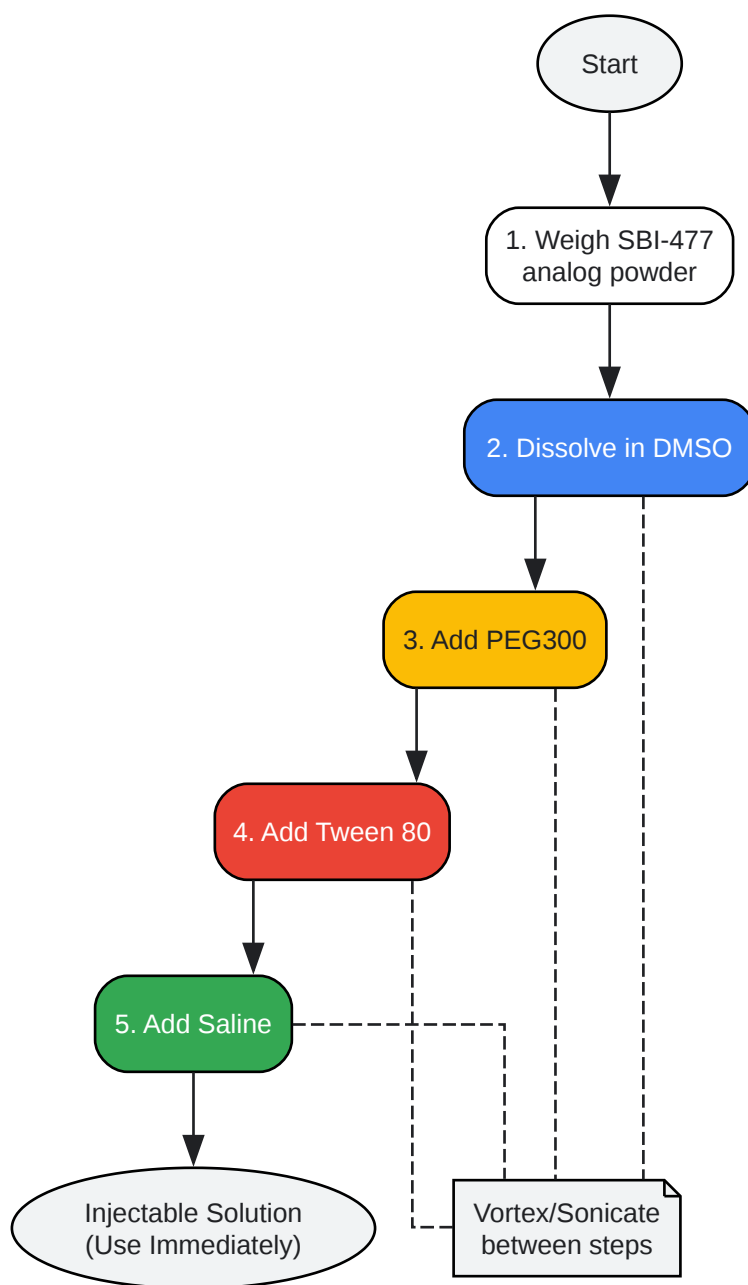 Start
1. Weigh SBI-477
analog powder
2. Dissolve in DMSO
3. Add PEG300
4. Add Tween 80
5. Add Saline
Injectable Solution
(Use Immediately)
Vortex/Sonicate
between steps